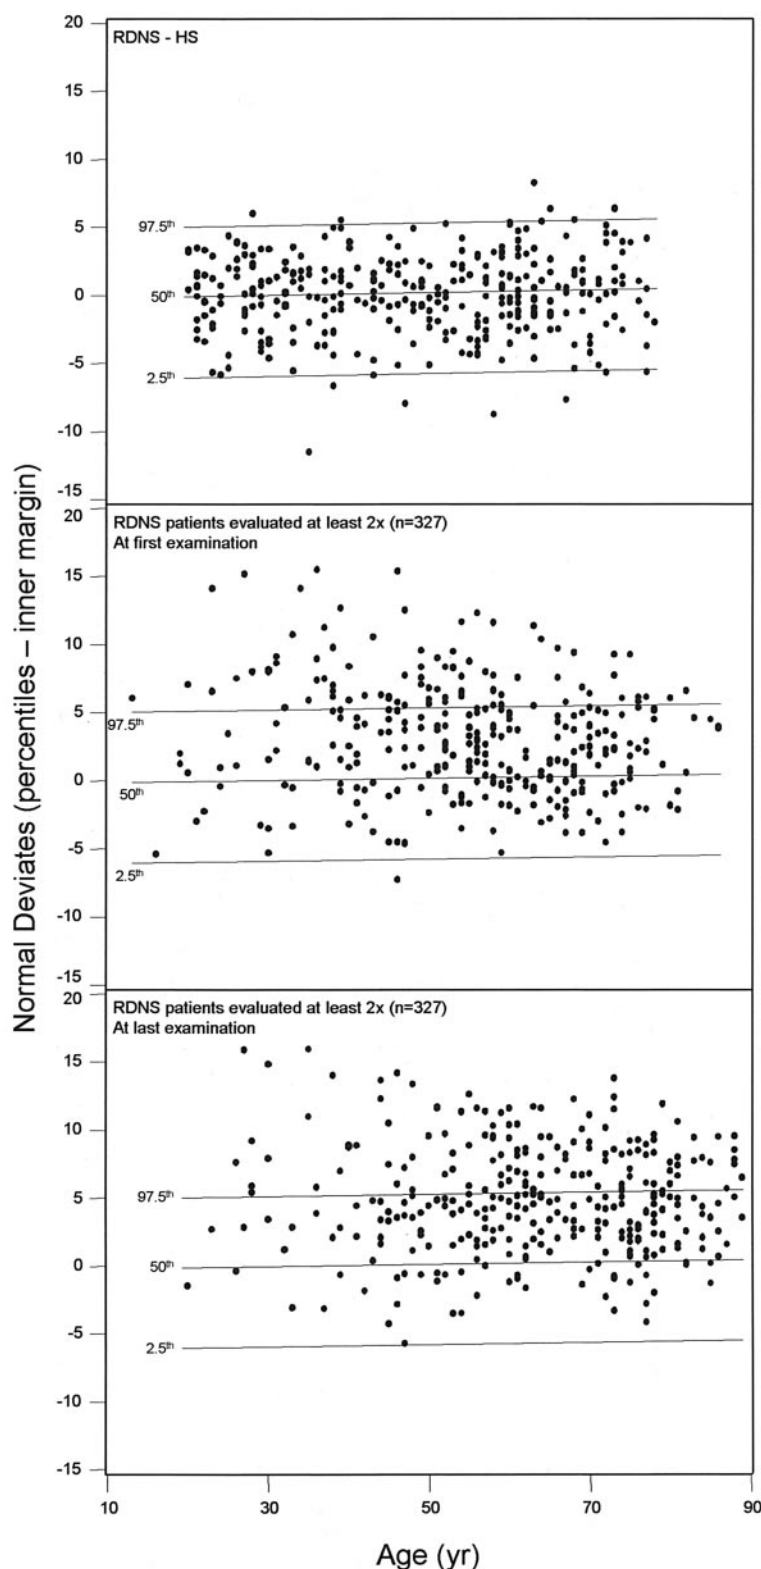 Normal Deviates (percentiles – inner margin)
20
RDNS - HS
15
10
5
97.5th
0
50th
-5
2.5th
-10
-15
20
RDNS patients evaluated at least 2x (n=327)
At first examination
15
10
5
97.5th
0
50th
-5
2.5th
-10
-15
20
RDNS patients evaluated at least 2x (n=327)
At last examination
15
10
5
97.5th
0
50th
-5
2.5th
-10
-15
10 30 50 70 90
Age (yr)